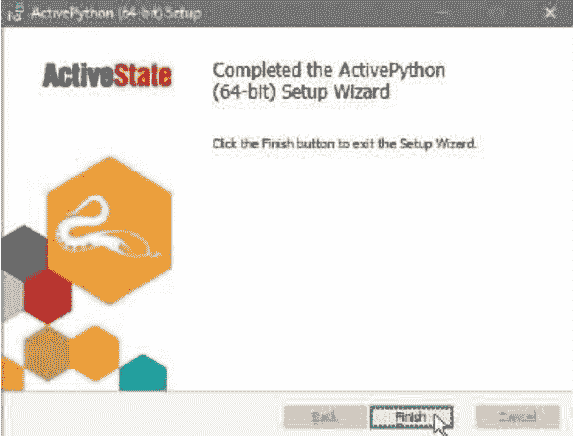 ActivePython (64-bit) Setup
ActiveState
Completed the ActivePython
(64-bit) Setup Wizard
Click the Finish button to exit the Setup Wizard.
Back
Finish
Cancel